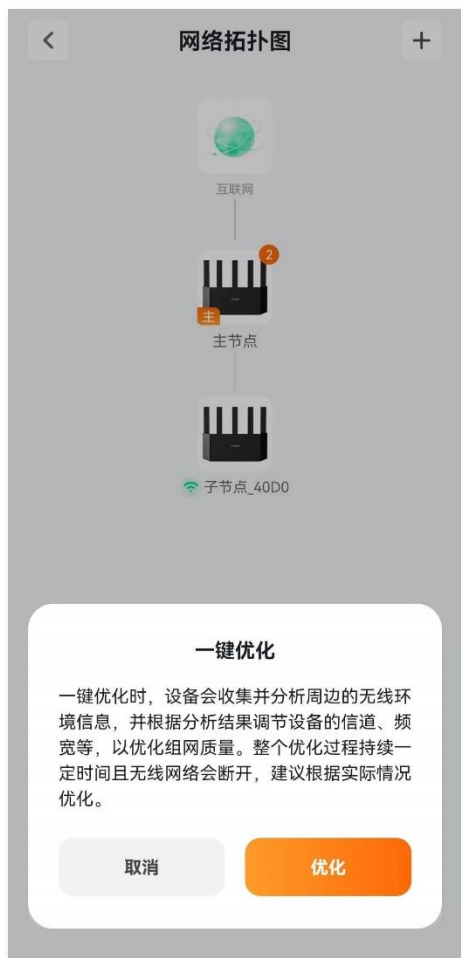 网络拓扑图
互联网
2
主
主节点
子节点_40D0
一键优化
一键优化时，设备会收集并分析周边的无线环
境信息，并根据分析结果调节设备的信道、频
宽等，以优化组网质量。整个优化过程持续一
定时间且无线网络会断开，建议根据实际情况
优化。
取消
优化